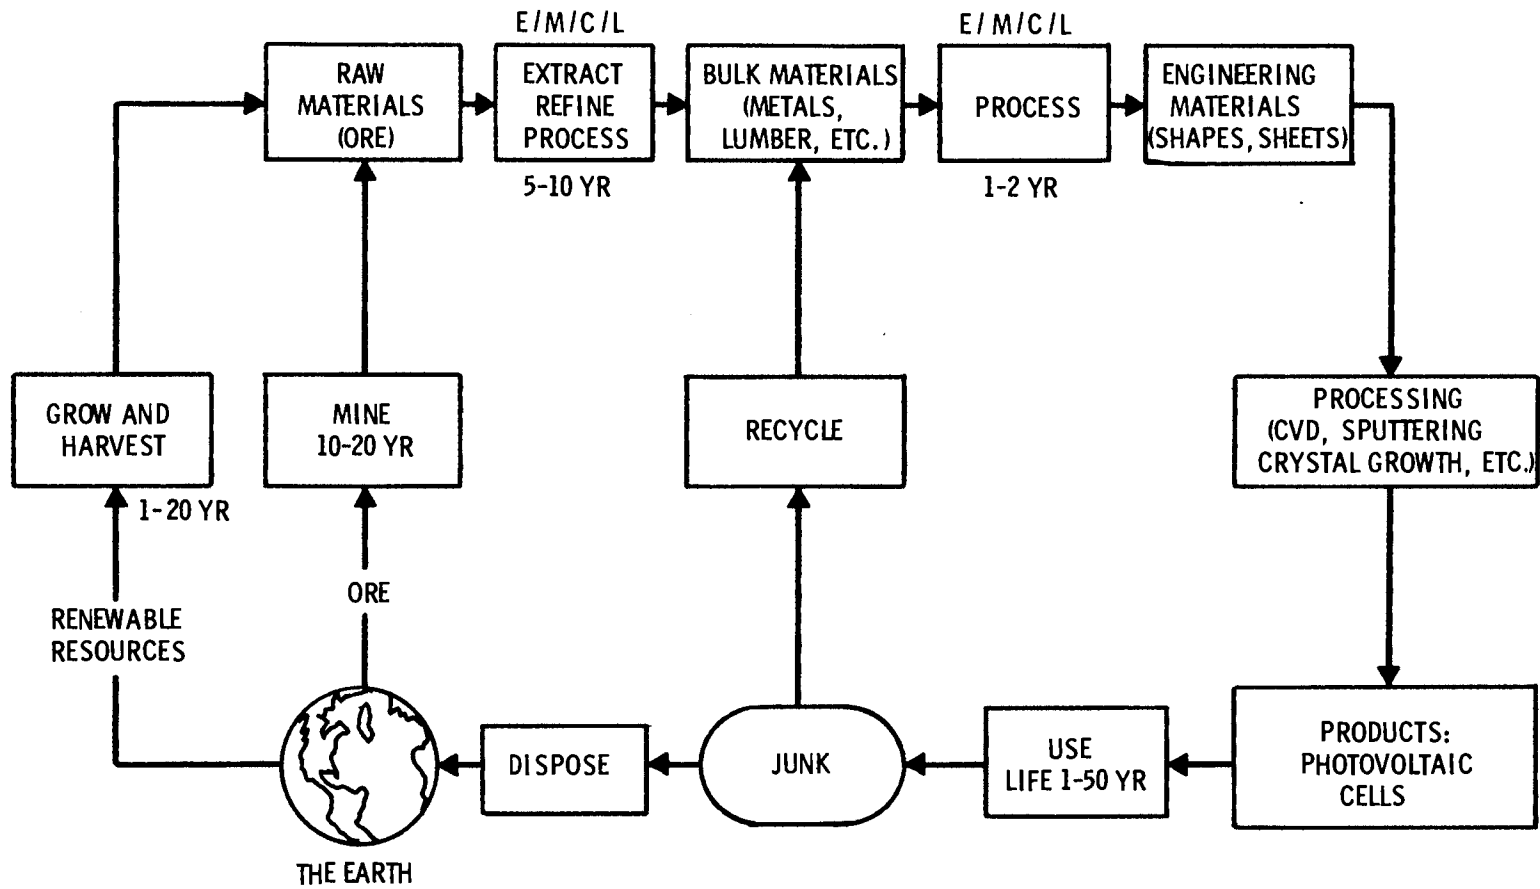 E/M/C/L
E/M/C/L
RAW
MATERIALS
(ORE)
EXTRACT
REFINE
PROCESS
BULK MATERIALS
(METALS,
LUMBER, ETC.)
PROCESS
ENGINEERING
MATERIALS
(SHAPES, SHEETS)
5-10 YR
1-2 YR
GROW AND
HARVEST
MINE
10-20 YR
RECYCLE
PROCESSING
(CVD, SPUTTERING
CRYSTAL GROWTH, ETC.)
1-20 YR
ORE
RENEWABLE
RESOURCES
DISPOSE
JUNK
USE
LIFE 1-50 YR
PRODUCTS:
PHOTOVOLTAIC
CELLS
THE EARTH